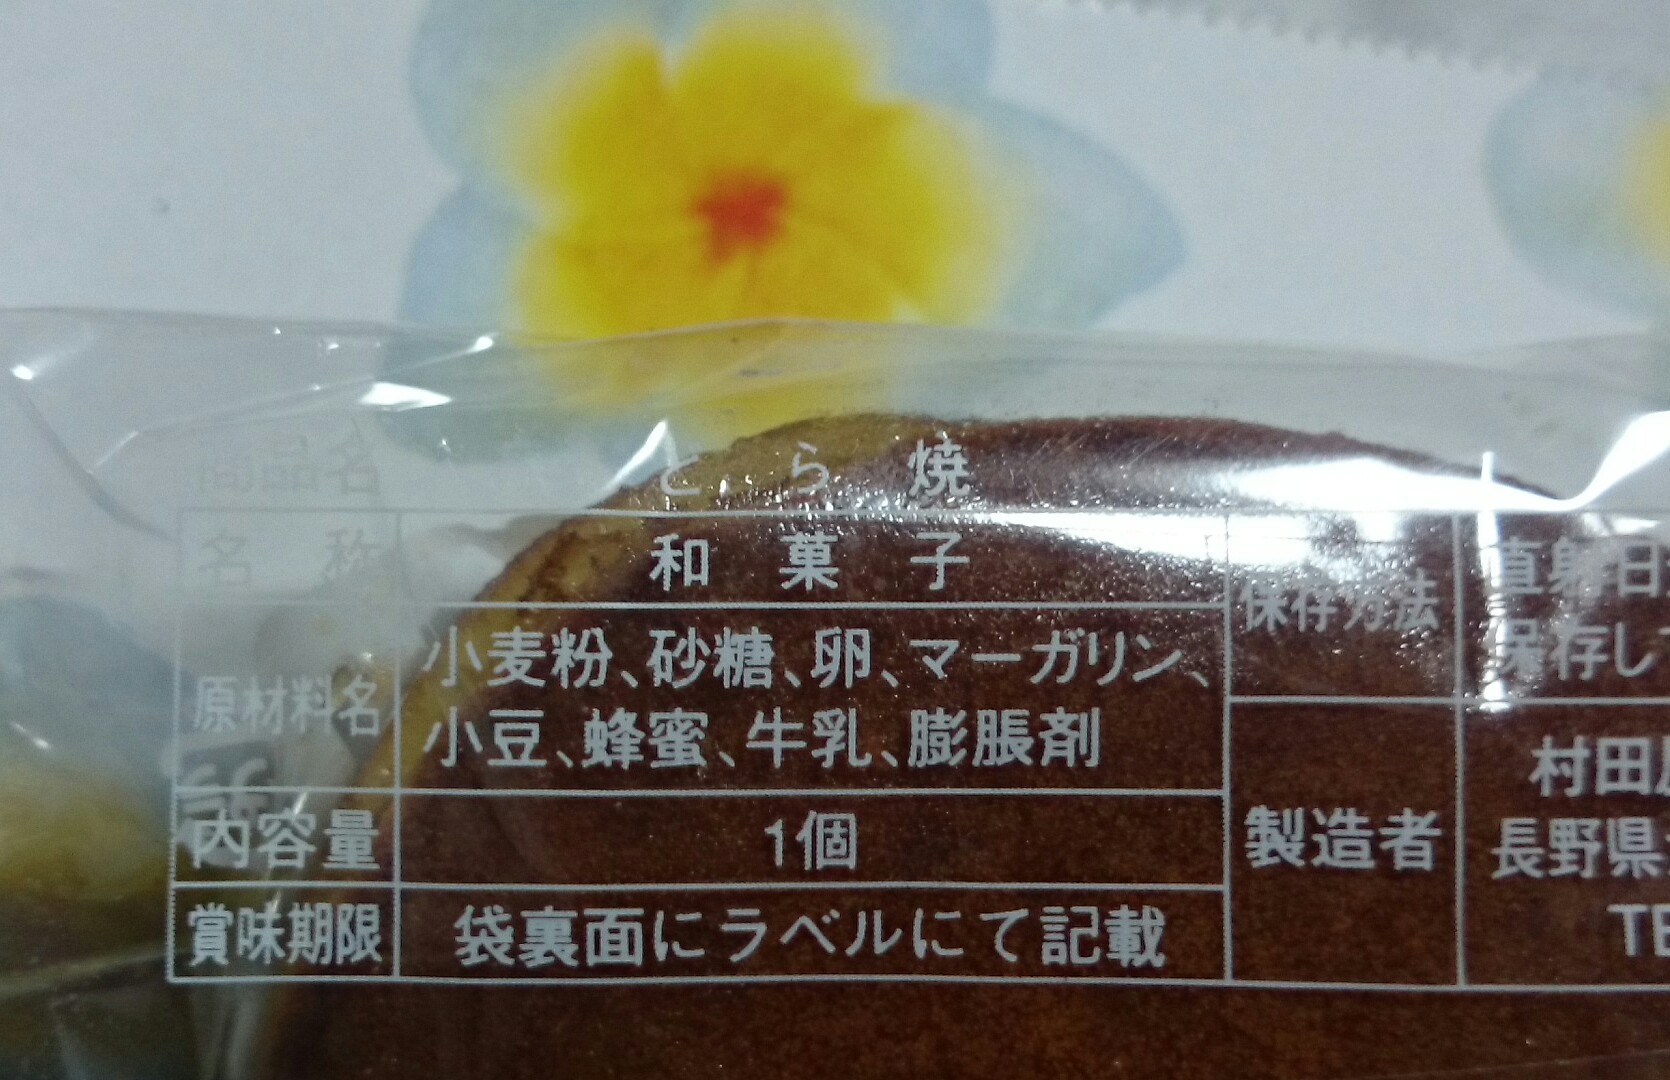 商品名 とら焼
名称 和菓子
原材料名 小麦粉、砂糖、卵、マーガリン、
小豆、蜂蜜、牛乳、膨脹剤
内容量 1個
賞味期限 袋裏面にラベルにて記載
保存方法 直射日
保存し
製造者 村田
長野県
TE